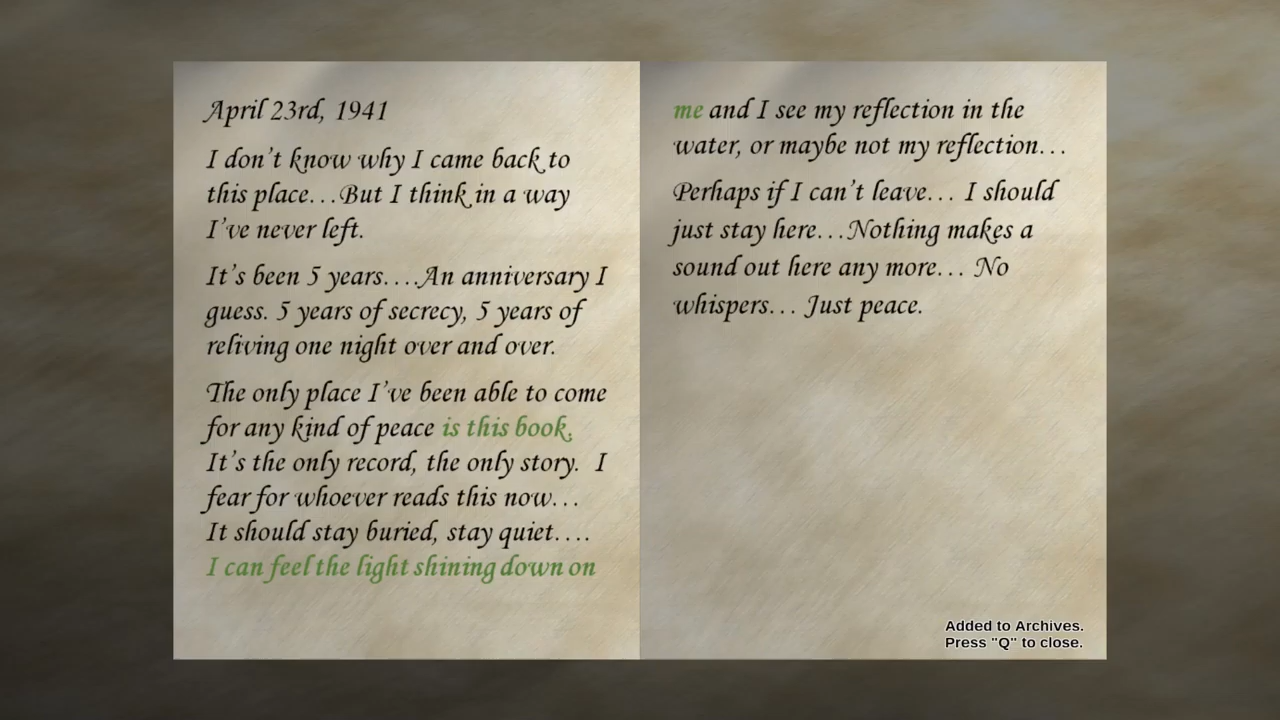 April 23rd, 1941
I don't know why I came back to
this place...But I think in a way
I've never left.
It's been 5 years....An anniversary I
guess. 5 years of secrecy, 5 years of
reliving one night over and over.
The only place I've been able to come
for any kind of peace is this book.
It's the only record, the only story.  I
fear for whoever reads this now...
It should stay buried, stay quiet....
I can feel the light shining down on
me and I see my reflection in the
water, or maybe not my reflection...
Perhaps if I can't leave... I should
just stay here...Nothing makes a
sound out here any more... No
whispers... Just peace.
Added to Archives.
Press "Q" to close.